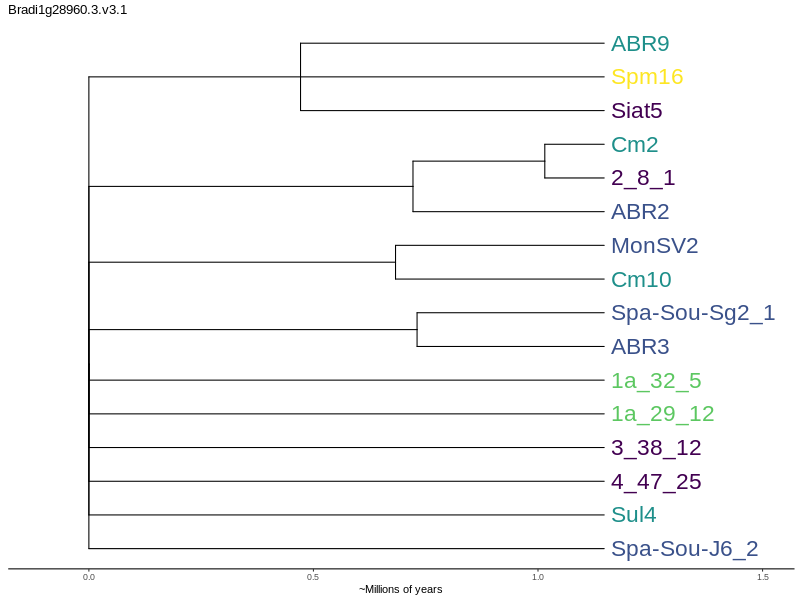 Bradi1g28960.3.v3.1
ABR9
Spm16
Siat5
Cm2
2_8_1
ABR2
MonSV2
Cm10
Spa-Sou-Sg2_1
ABR3
1a_32_5
1a_29_12
3_38_12
4_47_25
Sul4
Spa-Sou-J6_2
0.0 0.5 1.0 1.5
~Millions of years